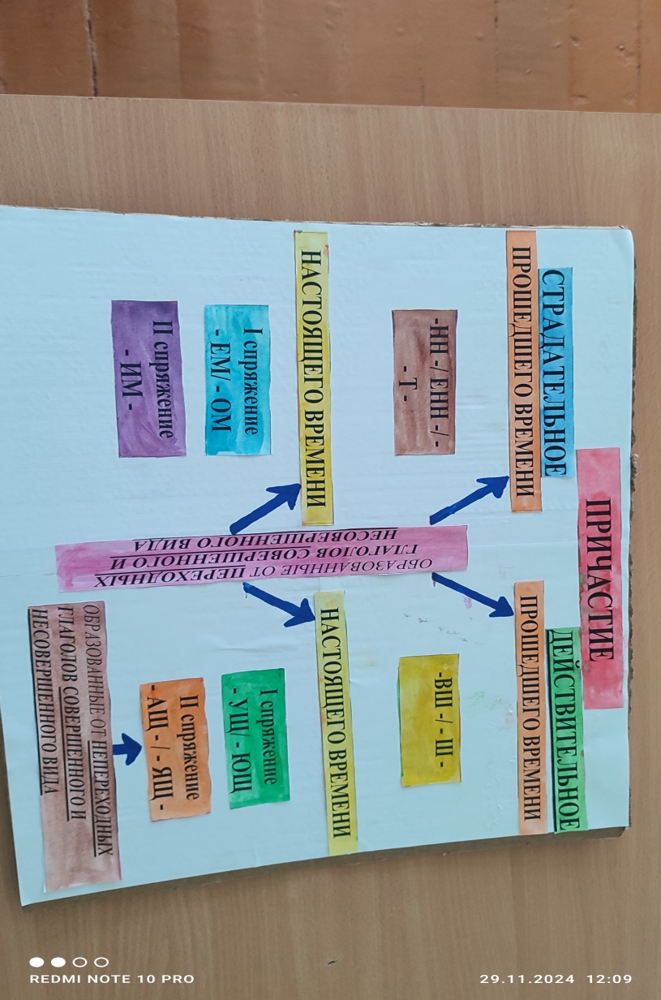 ПРИЧАСТИЕ
СТРАДАТЕЛЬНОЕ
ПРОШЕДШЕГО ВРЕМЕНИ
-НН -/ ЕНН -/-
- Т -
НАСТОЯЩЕГО ВРЕМЕНИ
I спряжение
- ЕМ/ - ОМ
II спряжение
- ИМ -
ДЕЙСТВИТЕЛЬНОЕ
ПРОШЕДШЕГО ВРЕМЕНИ
-ВШ -/ - Ш -
НАСТОЯЩЕГО ВРЕМЕНИ
I спряжение
- УЩ/ - ЮЩ
II спряжение
- АЩ - / - ЯЩ -
ОБРАЗОВАННЫЕ ОТ ПЕРЕХОДНЫХ
ГЛАГОЛОВ СОВЕРШЕННОГО И
НЕСОВЕРШЕННОГО ВИДА
ОБРАЗОВАННЫЕ ОТ НЕПЕРЕХОДНЫХ
ГЛАГОЛОВ СОВЕРШЕННОГО И
НЕСОВЕРШЕННОГО ВИДА
REDMI NOTE 10 PRO
29.11.2024 12:09